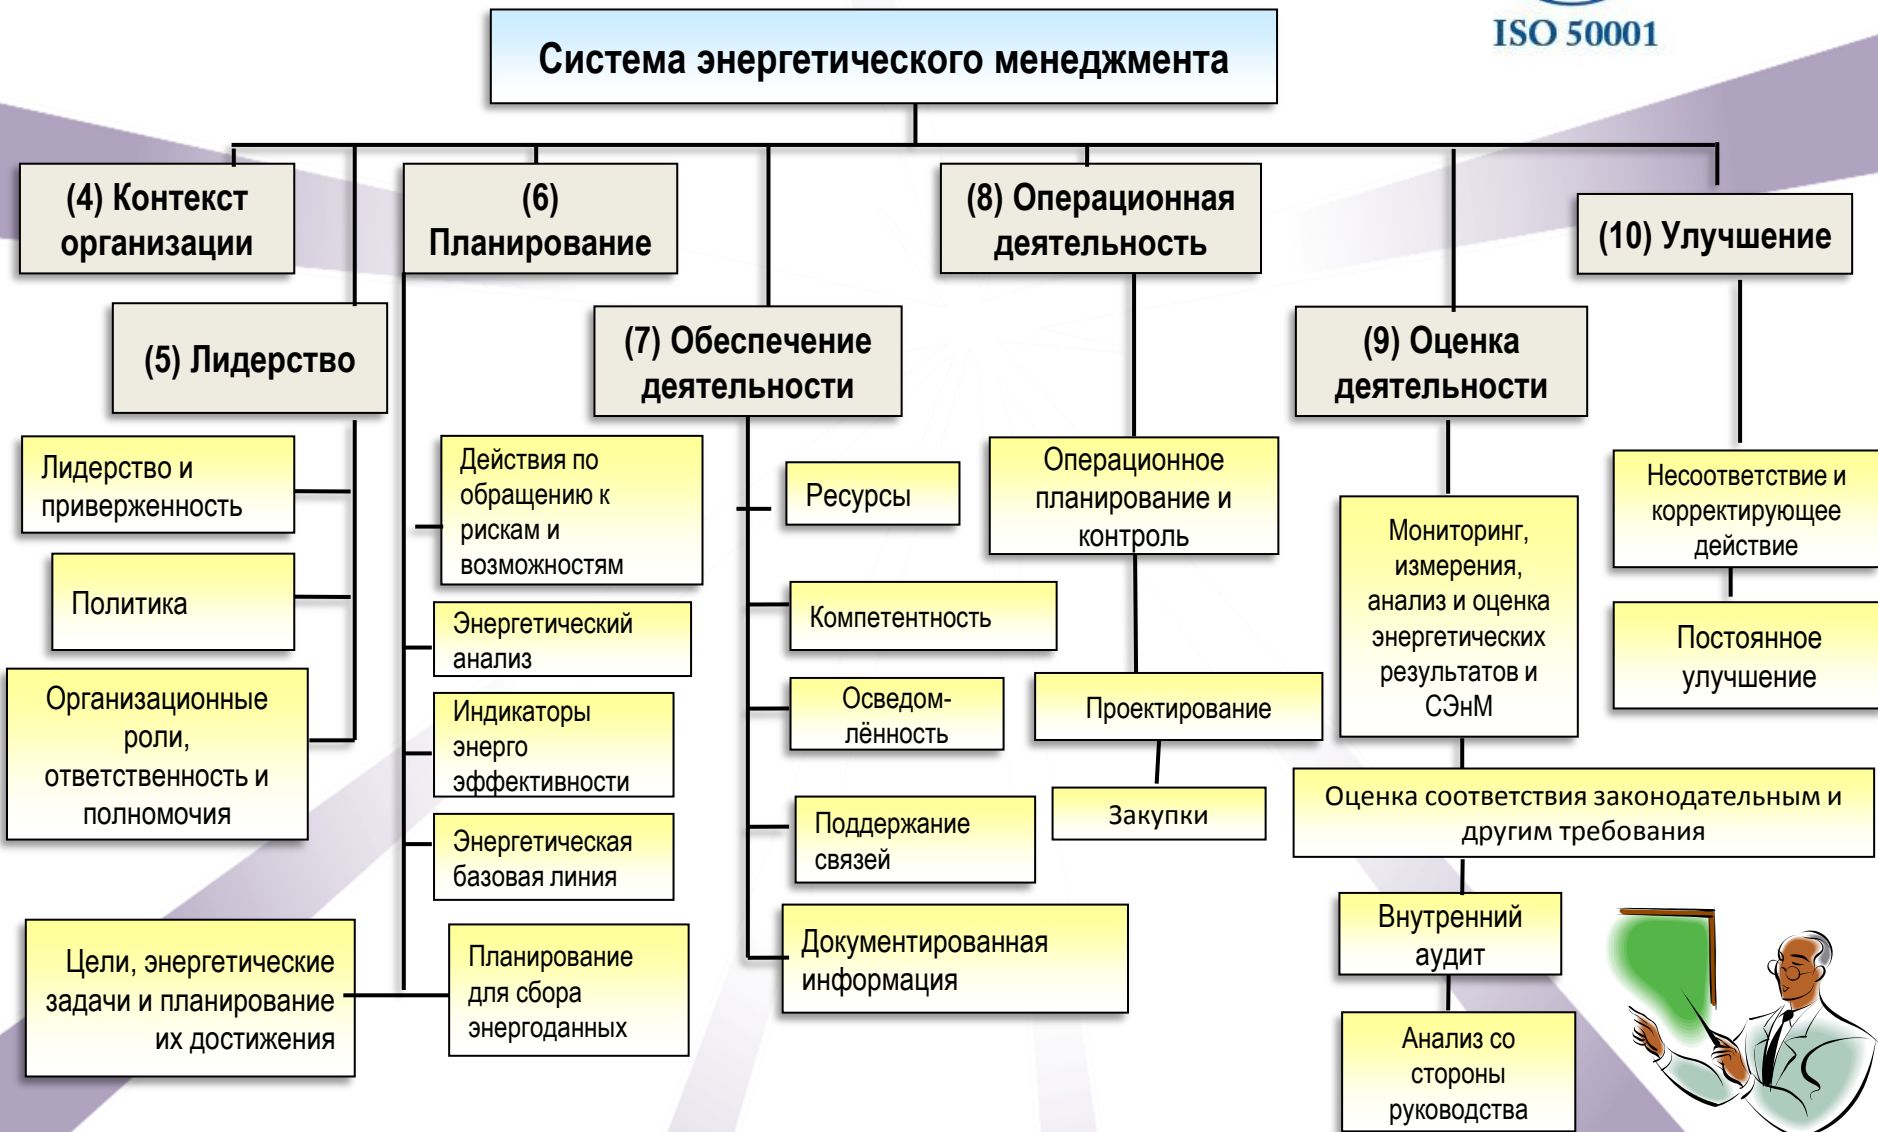 ISO 50001
Система энергетического менеджмента
(4) Контекст
организации
(6)
Планирование
(8) Операционная
деятельность
(10) Улучшение
(5) Лидерство
(7) Обеспечение
деятельности
(9) Оценка
деятельности
Лидерство и
приверженность
Политика
Организационные
роли,
ответственность и
полномочия
Цели, энергетические
задачи и планирование
их достижения
Действия по
обращению к
рискам и
возможностям
Энергетический
анализ
Индикаторы
энерго
эффективности
Энергетическая
базовая линия
Планирование
для сбора
энергоданных
Ресурсы
Компетентность
Осведом-
лённость
Поддержание
связей
Документированная
информация
Операционное
планирование и
контроль
Проектирование
Закупки
Мониторинг,
измерения,
анализ и оценка
энергетических
результатов и
СЭнМ
Оценка соответствия законодательным и
другим требования
Внутренний
аудит
Анализ со
стороны
руководства
Несоответствие и
корректирующее
действие
Постоянное
улучшение